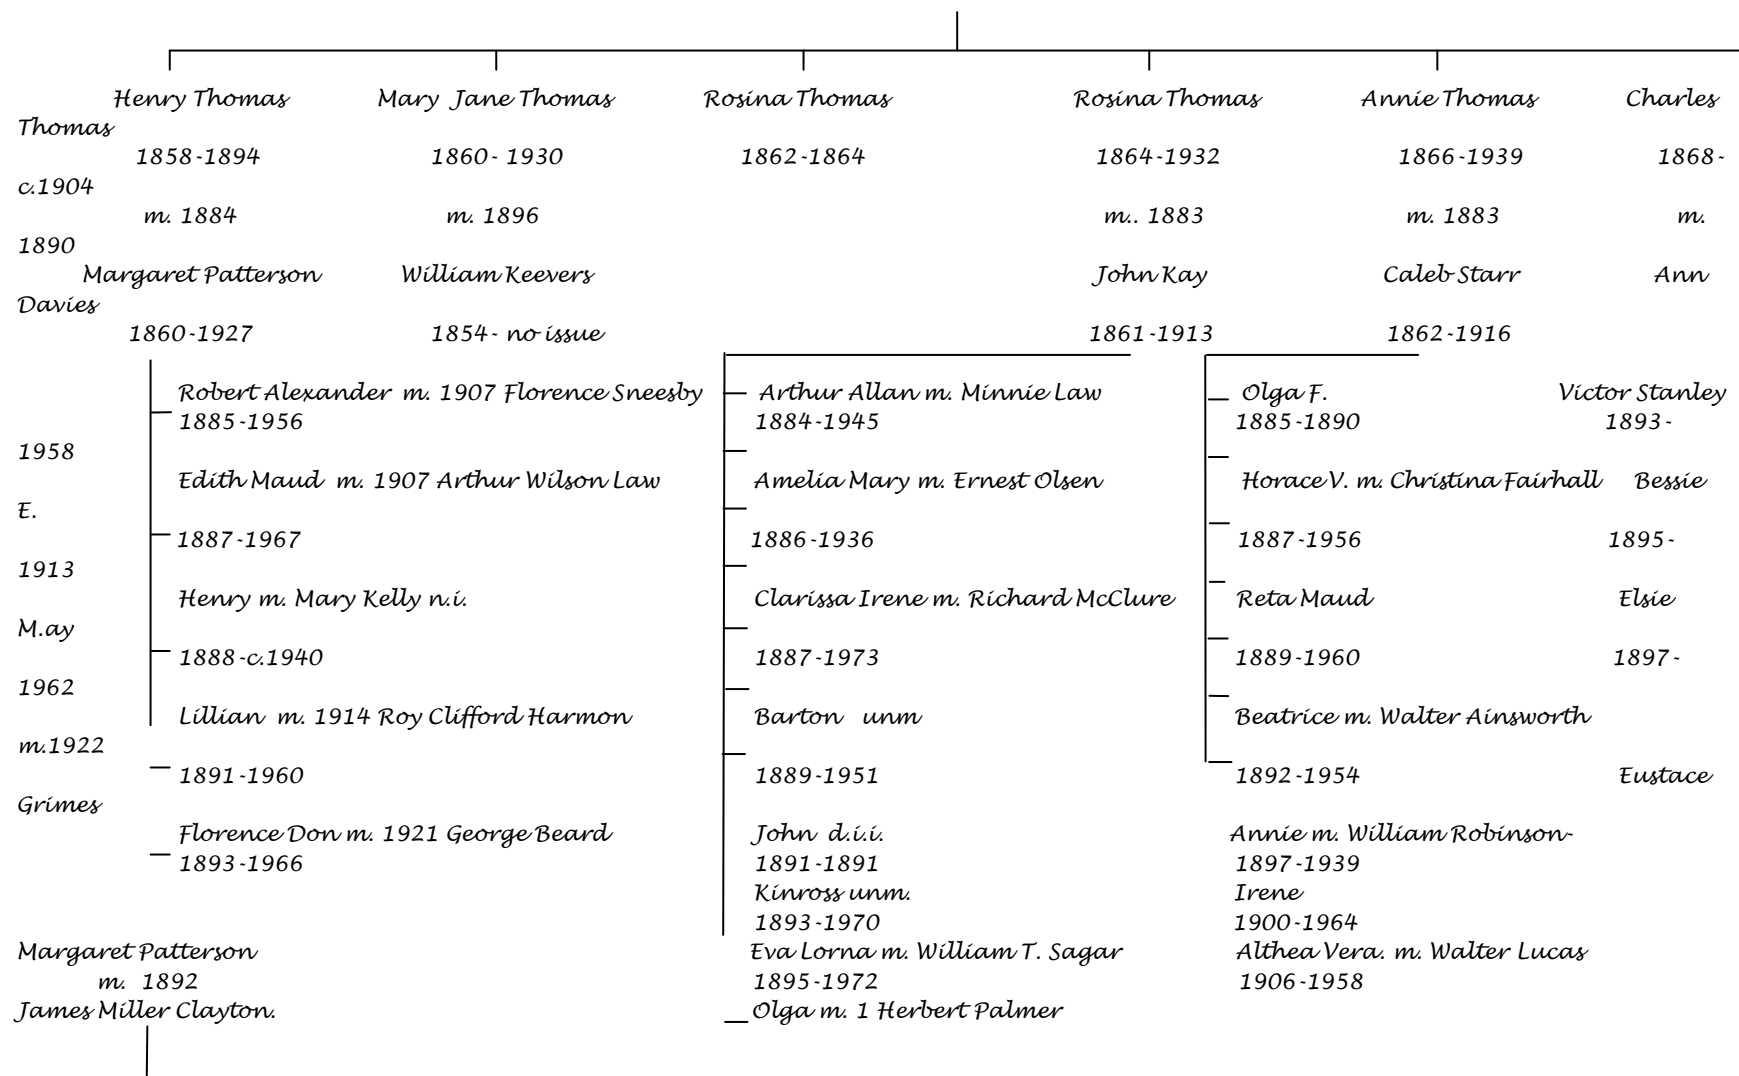 Henry Thomas Mary Jane Thomas Rosina Thomas Rosina Thomas Annie Thomas Charles
Thomas
1858-1894 1860- 1930 1862-1864 1864-1932 1866-1939 1868-
c.1904
m. 1884 m. 1896 m.. 1883 m. 1883 m.
1890
Margaret Patterson William Keevers John Kay Caleb Starr Ann
Davies
1860-1927 1854- no issue 1861-1913 1862-1916
Robert Alexander m. 1907 Florence Sneesby Arthur Allan m. Minnie Law Olga F. Victor Stanley
1885-1956 1884-1945 1885-1890 1893-
1958
Edith Maud m. 1907 Arthur Wilson Law Amelia Mary m. Ernest Olsen Horace V. m. Christina Fairhall Bessie
E.
1887-1967 1886-1936 1887-1956 1895-
1913
Henry m. Mary Kelly n.i. Clarissa Irene m. Richard McClure Reta Maud Elsie
M.ay
1888-c.1940 1887-1973 1889-1960 1897-
1962
Lillian m. 1914 Roy Clifford Harmon Barton unm Beatrice m. Walter Ainsworth
m.1922
1891-1960 1889-1951 1892-1954 Eustace
Grimes
Florence Don m. 1921 George Beard John d.i.i. Annie m. William Robinson-
1893-1966 1891-1891 1897-1939
Kinross unm. Irene
1893-1970 1900-1964
Margaret Patterson Eva Lorna m. William T. Sagar Althea Vera. m. Walter Lucas
m. 1892 1895-1972 1906-1958
James Miller Clayton. Olga m. 1 Herbert Palmer